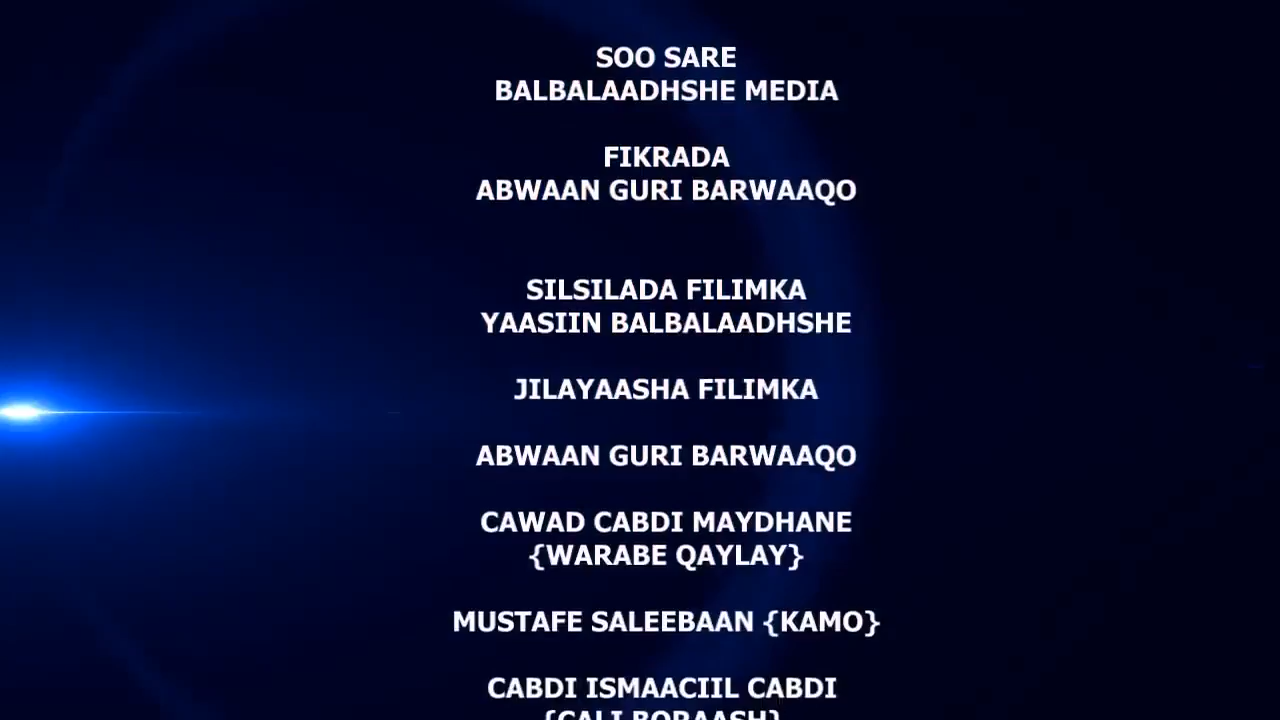 SOO SARE
BALBALAADHSHE MEDIA
FIKRADA
ABWAAN GURI BARWAAQO
SILSILADA FILIMKA
YAASIIN BALBALAADHSHE
JILAYAASHA FILIMKA
ABWAAN GURI BARWAAQO
CAWAD CABDI MAYDHANE
{WARABE QAYLAY}
MUSTAFE SALEEBAAN {KAMO}
CABDI ISMAACIIL CABDI